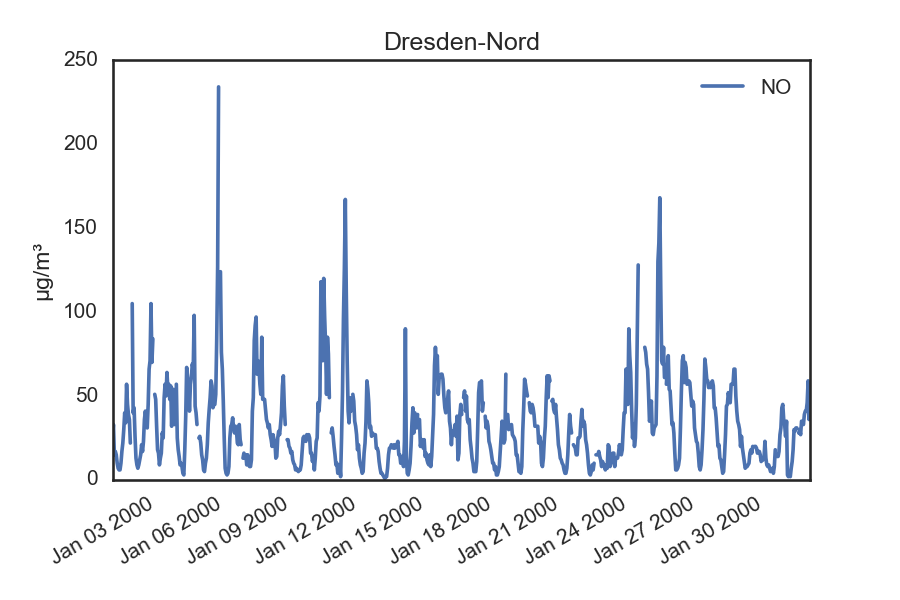 Dresden-Nord
NO
µg/m³
250
200
150
100
50
0
Jan 03 2000
Jan 06 2000
Jan 09 2000
Jan 12 2000
Jan 15 2000
Jan 18 2000
Jan 21 2000
Jan 24 2000
Jan 27 2000
Jan 30 2000